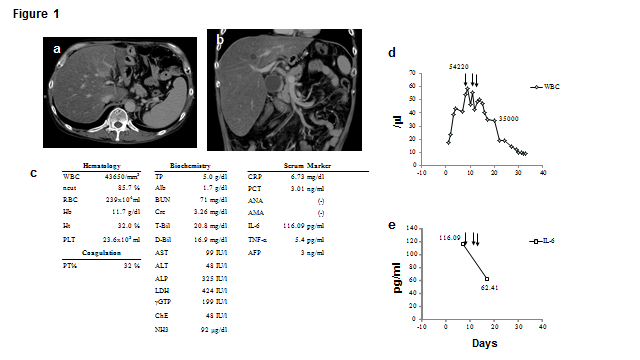 Figure 1
a
b
c
Hematology
WBC 43650/mm³
neut 85.7 %
RBC 239x10⁴ml
Hb 11.7 g/dl
Ht 32.0 %
PLT 23.6x10³ ml
Coagulation
PT% 32 %
Biochemistry
TP 5.0 g/dl
Alb 1.7 g/dl
BUN 71 mg/dl
Cre 3.26 mg/dl
T-Bil 20.8 mg/dl
D-Bil 16.9 mg/dl
AST 99 IU/l
ALT 48 IU/l
ALP 325 IU/l
LDH 424 IU/l
γGTP 199 IU/l
ChE 48 IU/l
NH3 92 µg/dl
Serum Marker
CRP 6.73 mg/dl
PCT 3.01 ng/ml
ANA (-)
AMA (-)
IL-6 116.09 pg/ml
TNF-α 5.4 pg/ml
AFP 3 ng/ml
d
54220
70
60
50
40
30
20
10
0
/µl
35000
WBC
-10 0 10 20 30 40
e
140
120
100
80
60
40
20
0
pg/ml
116.09
62.41
IL-6
-10 0 10 20 30 40
Days